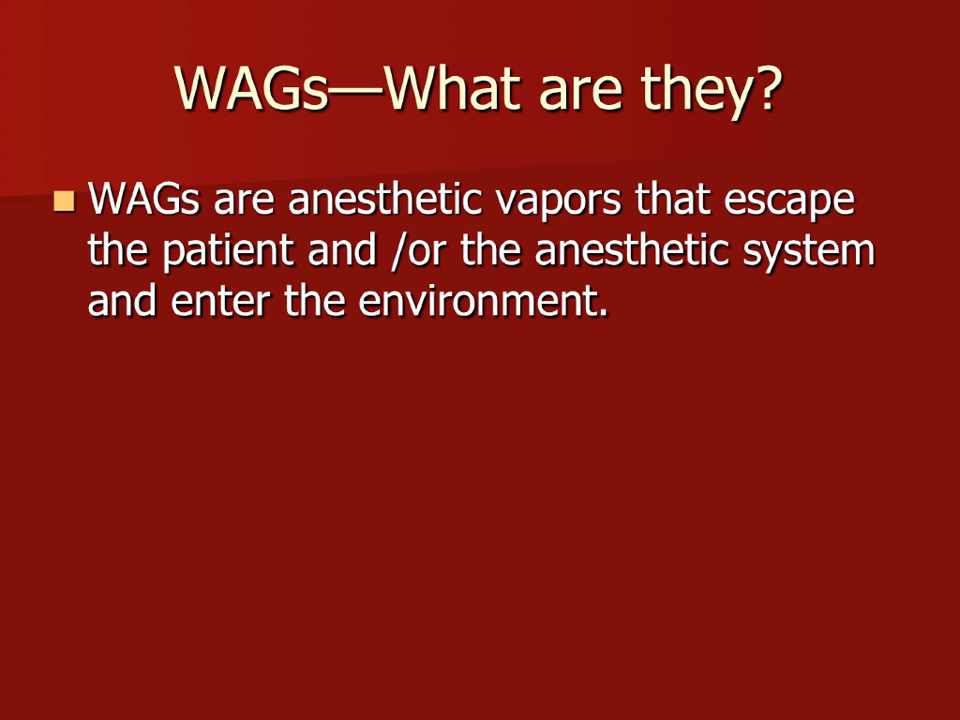 WAGs—What are they?
WAGs are anesthetic vapors that escape
the patient and /or the anesthetic system
and enter the environment.